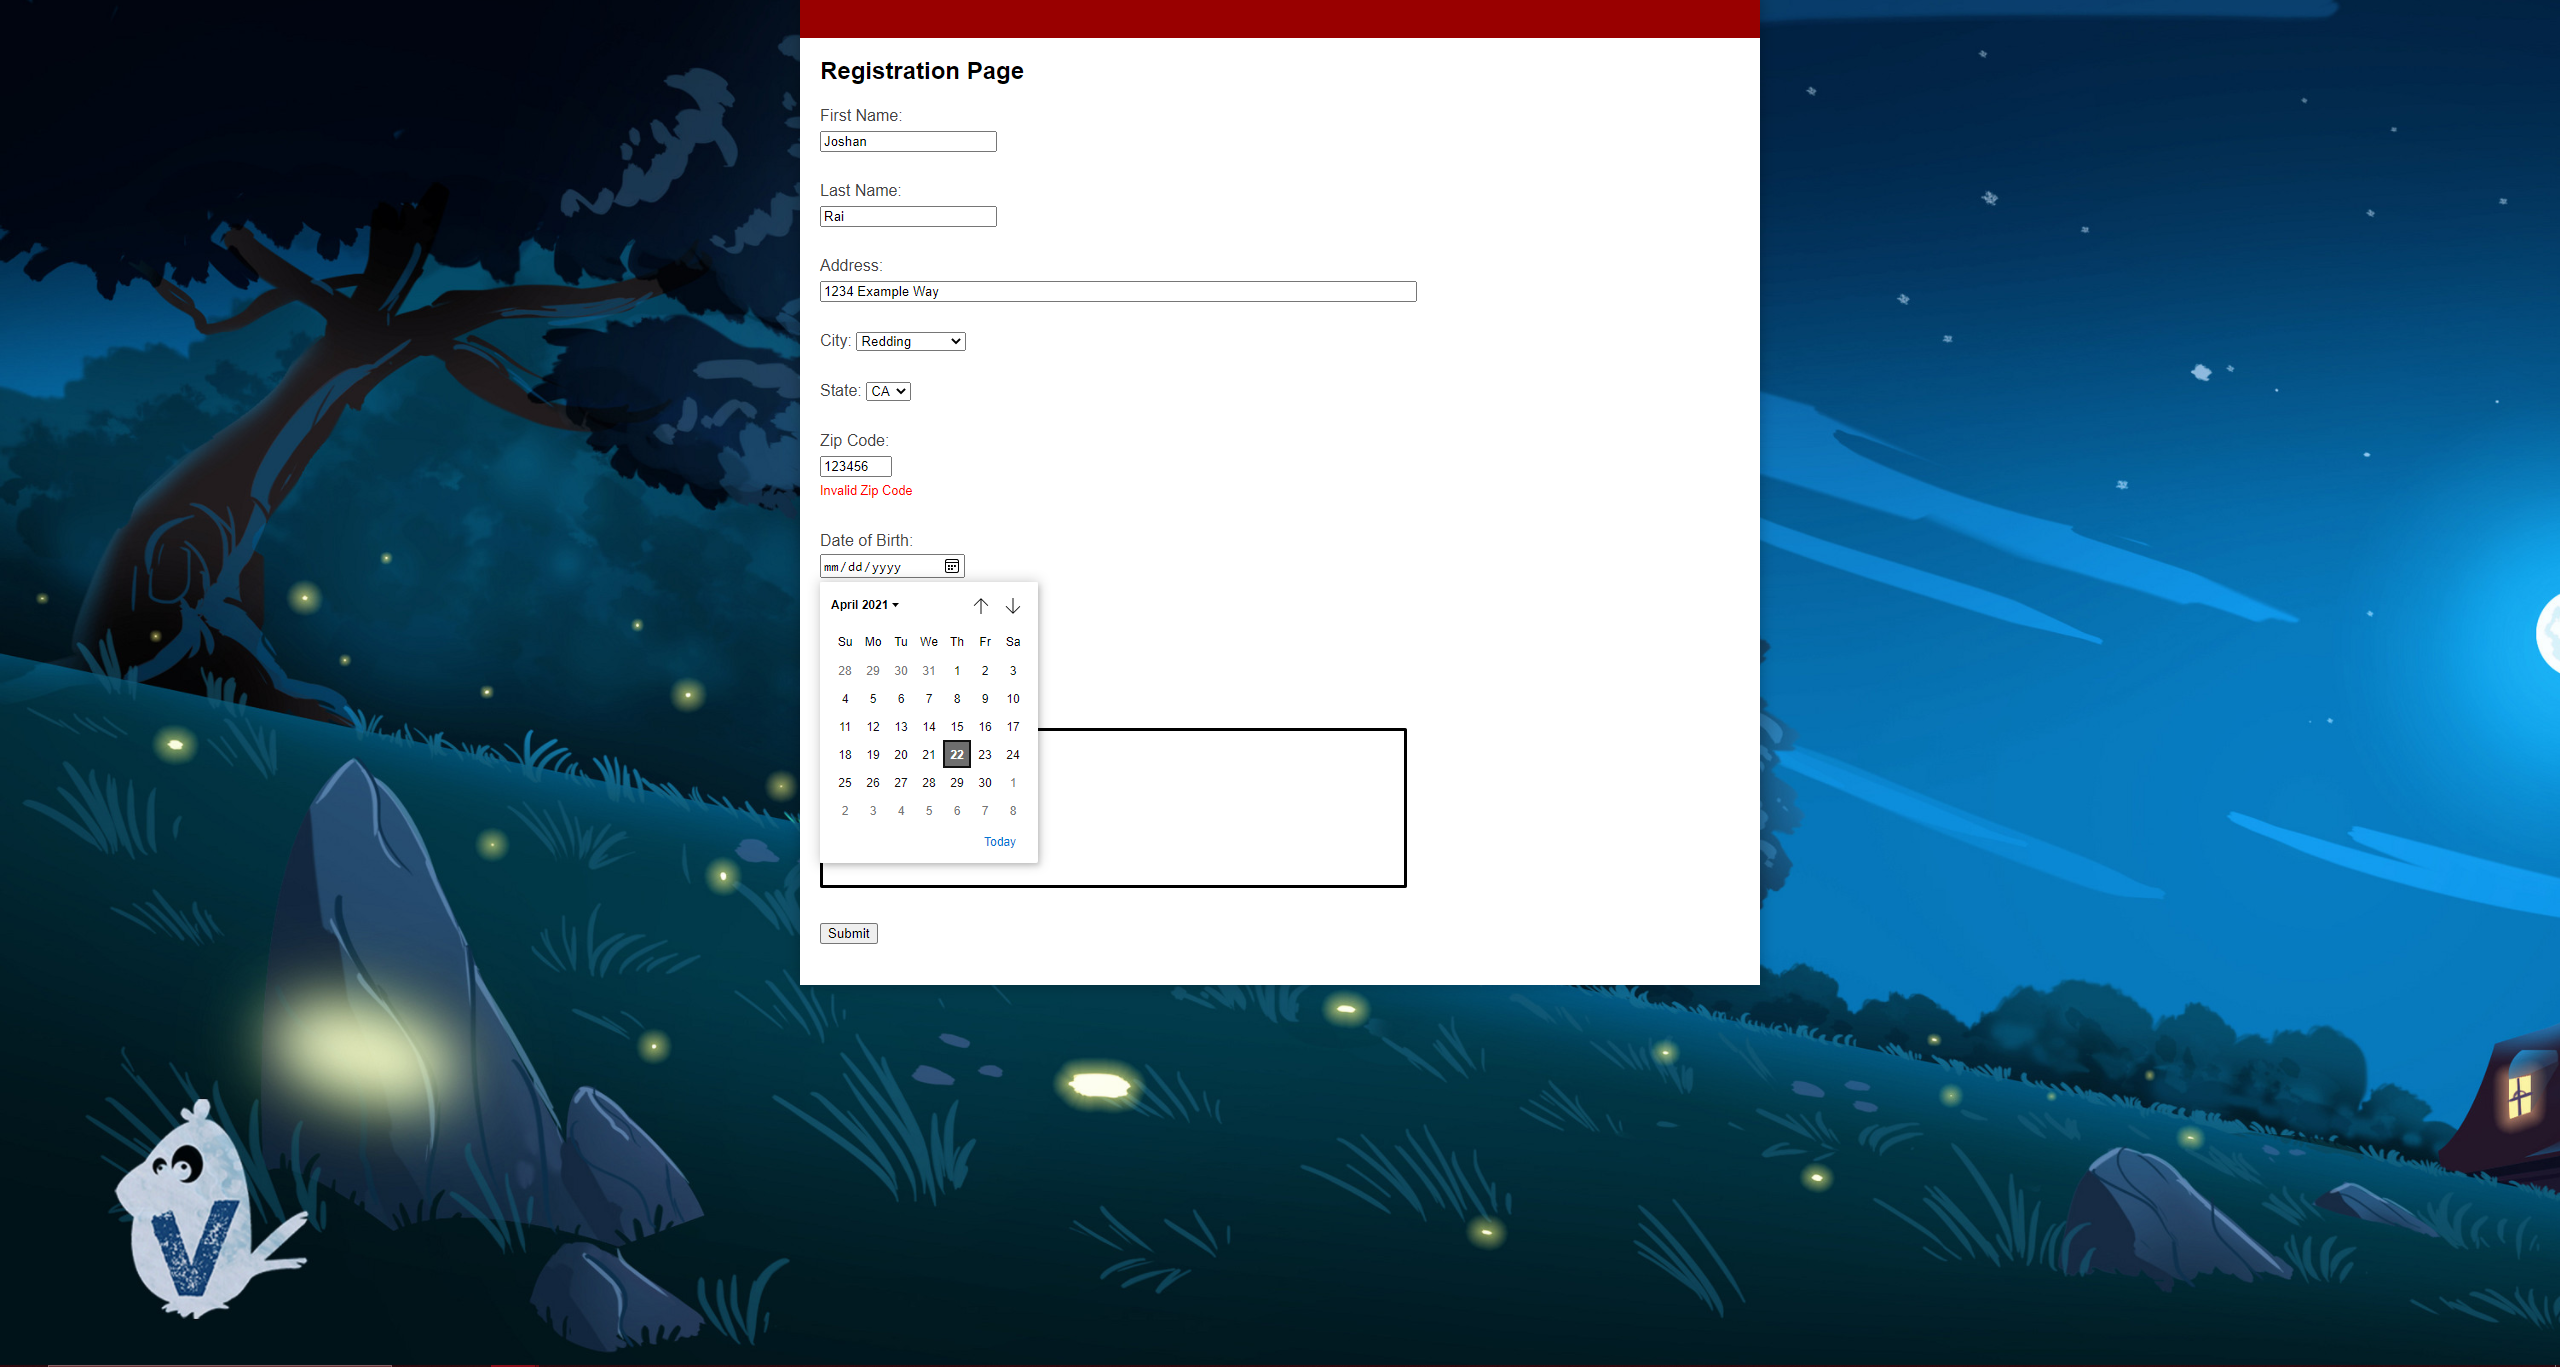 Registration Page
First Name:
Joshan
Last Name:
Rai
Address:
1234 Example Way
City: Redding
State: CA
Zip Code:
123456
Invalid Zip Code
Date of Birth:
mm/dd/yyyy
April 2021
Su Mo Tu We Th Fr Sa
28 29 30 31 1 2 3
4 5 6 7 8 9 10
11 12 13 14 15 16 17
18 19 20 21 22 23 24
25 26 27 28 29 30 1
2 3 4 5 6 7 8
Today
Submit
V